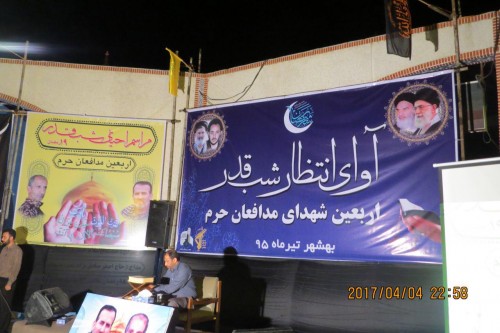 مراسم احیای شب قدر
اربعین مدافعان حرم
آوای انتظار شب قدر
اربعین شهدای مدافعان حرم
بهشهر تیرماه ۹۵
2017/04/04 22:58